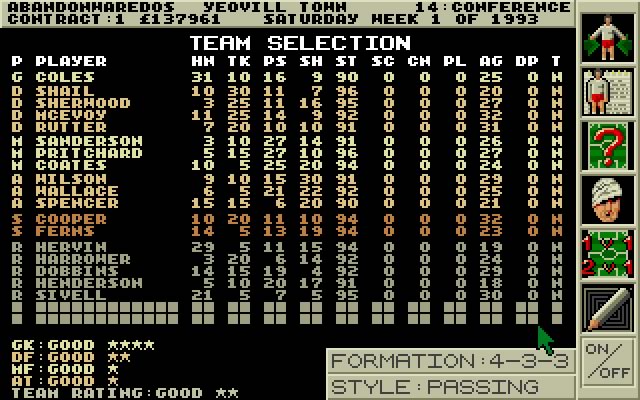 ABANDONWAREDOS YEOVILL TOWN 14:CONFERENCE
CONTRACT:1 £137961 SATURDAY WEEK 1 OF 1993
TEAM SELECTION
P PLAYER HN TK PS SH ST SC CN PL AG DP T
G COLES 31 10 16 9 90 0 0 0 25 0 N
D SHAIL 10 30 11 7 96 0 0 0 20 0 N
D SHERWOOD 3 25 11 16 95 0 0 0 27 0 N
D MCEVOY 11 25 14 9 92 0 0 0 32 0 N
D RUTTER 7 20 10 10 91 0 0 0 31 0 N
M SANDERSON 3 10 27 14 91 0 0 0 26 0 N
M PRITCHARD 5 15 27 10 96 0 0 0 27 0 N
M COATES 10 5 25 20 94 0 0 0 24 0 N
A WILSON 9 10 15 30 91 0 0 0 29 0 N
A WALLACE 6 5 21 22 92 0 0 0 25 0 N
A SPENCER 15 15 6 20 90 0 0 0 21 0 N
S COOPER 10 20 11 10 94 0 0 0 32 0 N
S FERNS 14 5 13 19 94 0 0 0 23 0 N
R HERVIN 29 5 11 15 0 0 0 19 0 N
R HARROWER 3 20 6 14 0 0 0 24 0 N
R DOBBINS 14 15 19 4 0 0 0 29 0 N
R HENDERSON 5 10 20 17 91 0 0 0 18 0 N
R SIVELL 21 5 7 5 0 0 0 30 0 N
GK:GOOD ★★★★
DF:GOOD ★★
MF:GOOD ★
AT:GOOD ★
TEAM RATING:GOOD ★★
FORMATION:4-3-3
STYLE:PASSING
ON/OFF